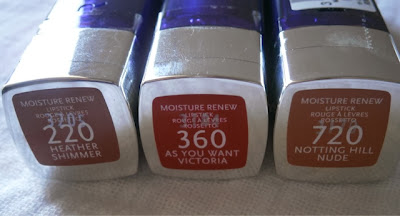 MOISTURE RENEW
LIPSTICK
ROUGE À LÈVRES
ROSSETTO
220
HEATHER
SHIMMER
MOISTURE RENEW
LIPSTICK
ROUGE À LÈVRES
ROSSETTO
360
AS YOU WANT
VICTORIA
MOISTURE RENEW
LIPSTICK
ROUGE À LÈVRES
ROSSETTO
720
NOTTING HILL
NUDE